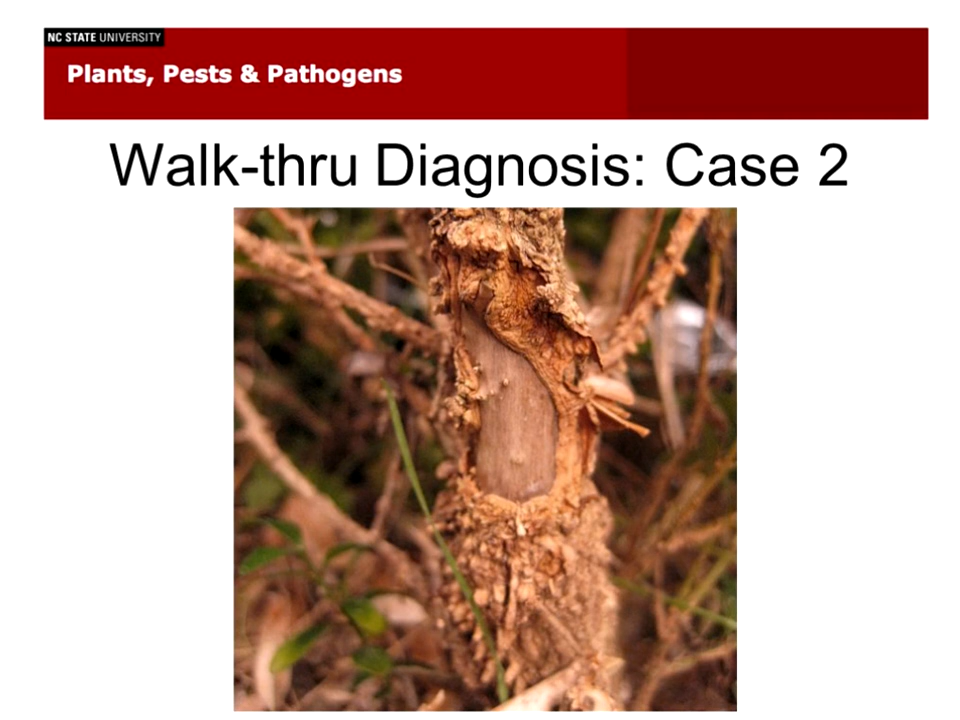 NC STATE UNIVERSITY
Plants, Pests & Pathogens
Walk-thru Diagnosis: Case 2